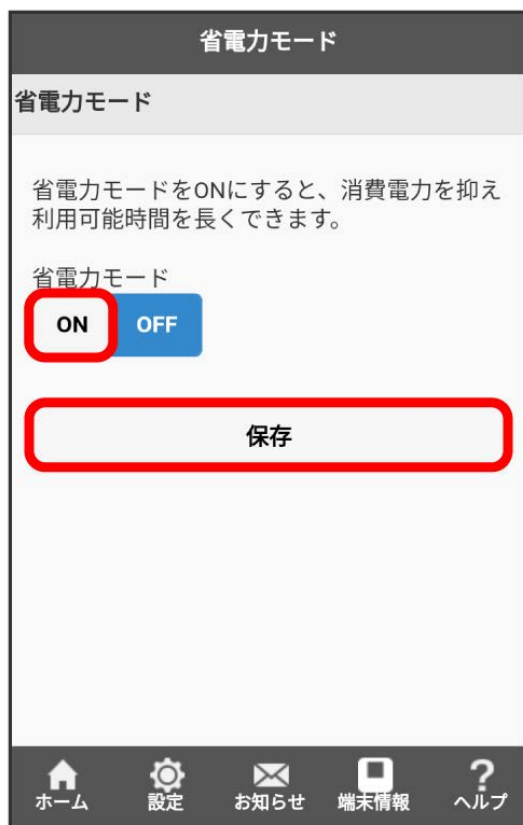 省電力モード
省電力モード
省電力モードをONにすると、消費電力を抑え
利用可能時間を長くできます。
省電力モード
ON OFF
保存
ホーム 設定 お知らせ 端末情報 ヘルプ